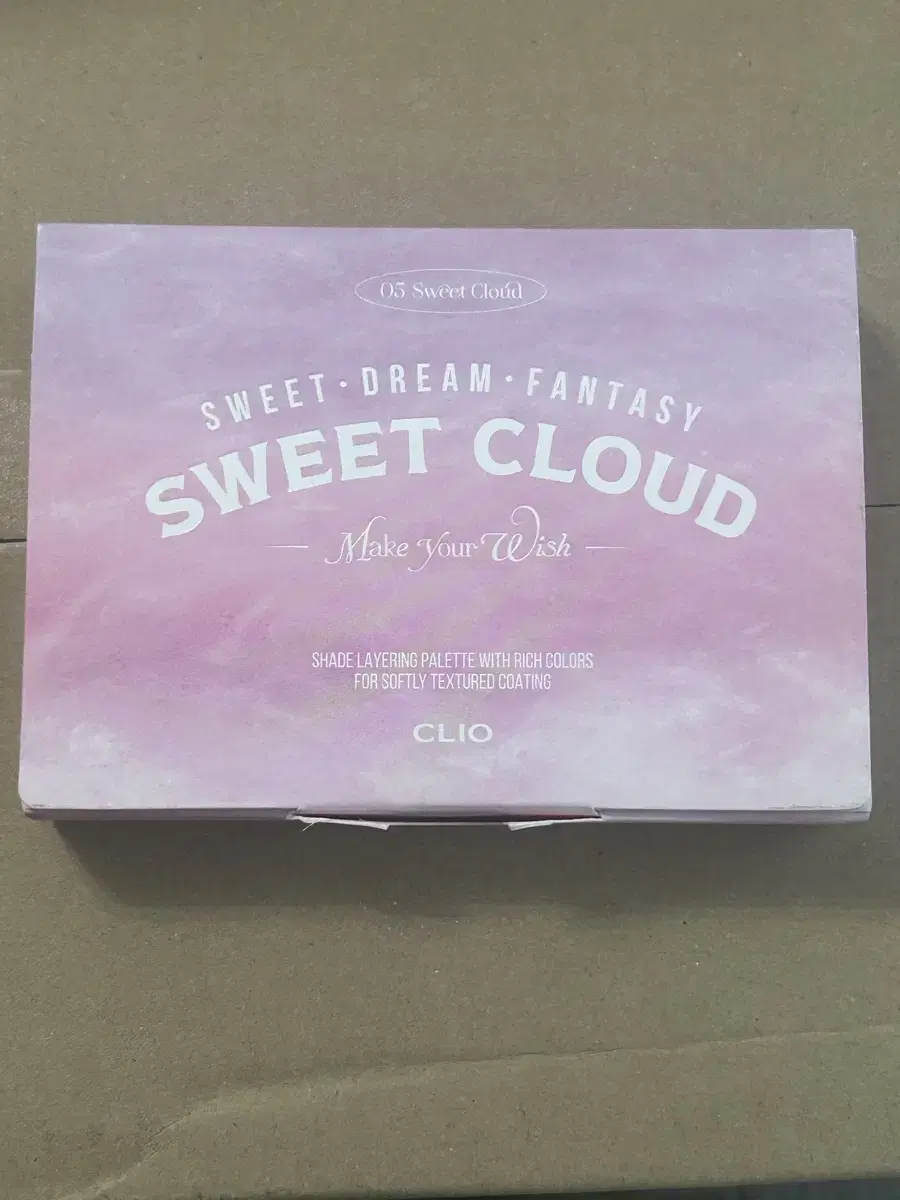 05 Sweet Cloud
SWEET·DREAM·FANTASY
SWEET CLOUD
Make Your Wish
SHADE LAYERING PALETTE WITH RICH COLORS
FOR SOFTLY TEXTURED COATING
CLIO